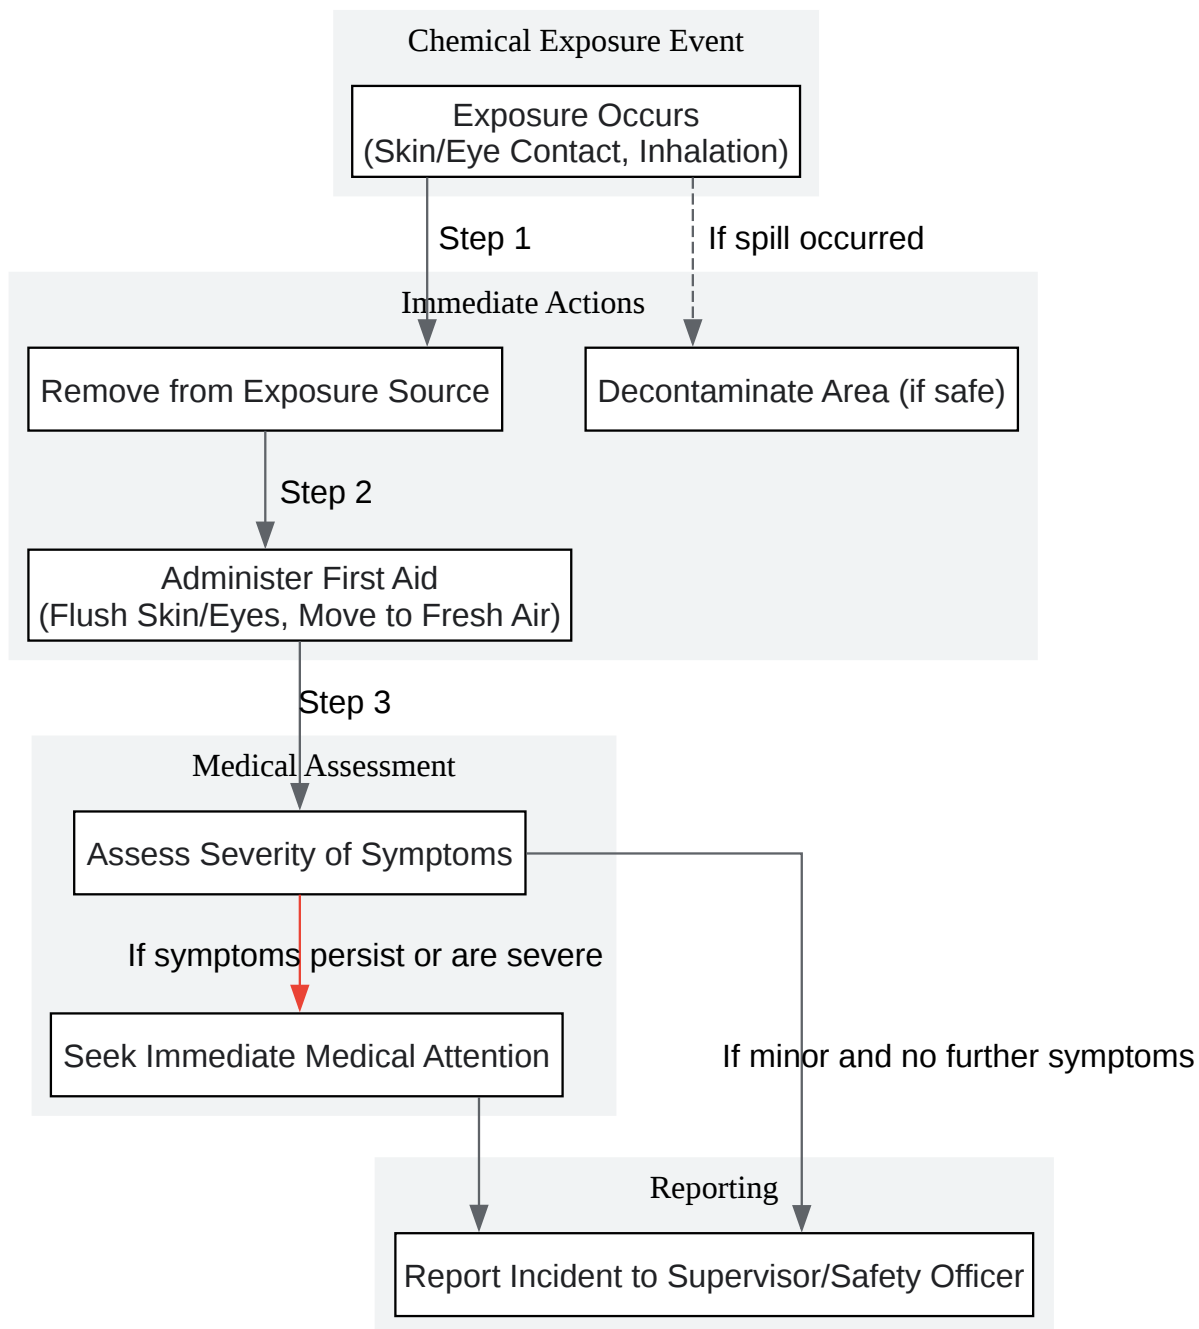 Chemical Exposure Event
Exposure Occurs
(Skin/Eye Contact, Inhalation)
Step 1
If spill occurred
Immediate Actions
Remove from Exposure Source
Decontaminate Area (if safe)
Step 2
Administer First Aid
(Flush Skin/Eyes, Move to Fresh Air)
Step 3
Medical Assessment
Assess Severity of Symptoms
If symptoms persist or are severe
Seek Immediate Medical Attention
If minor and no further symptoms
Reporting
Report Incident to Supervisor/Safety Officer